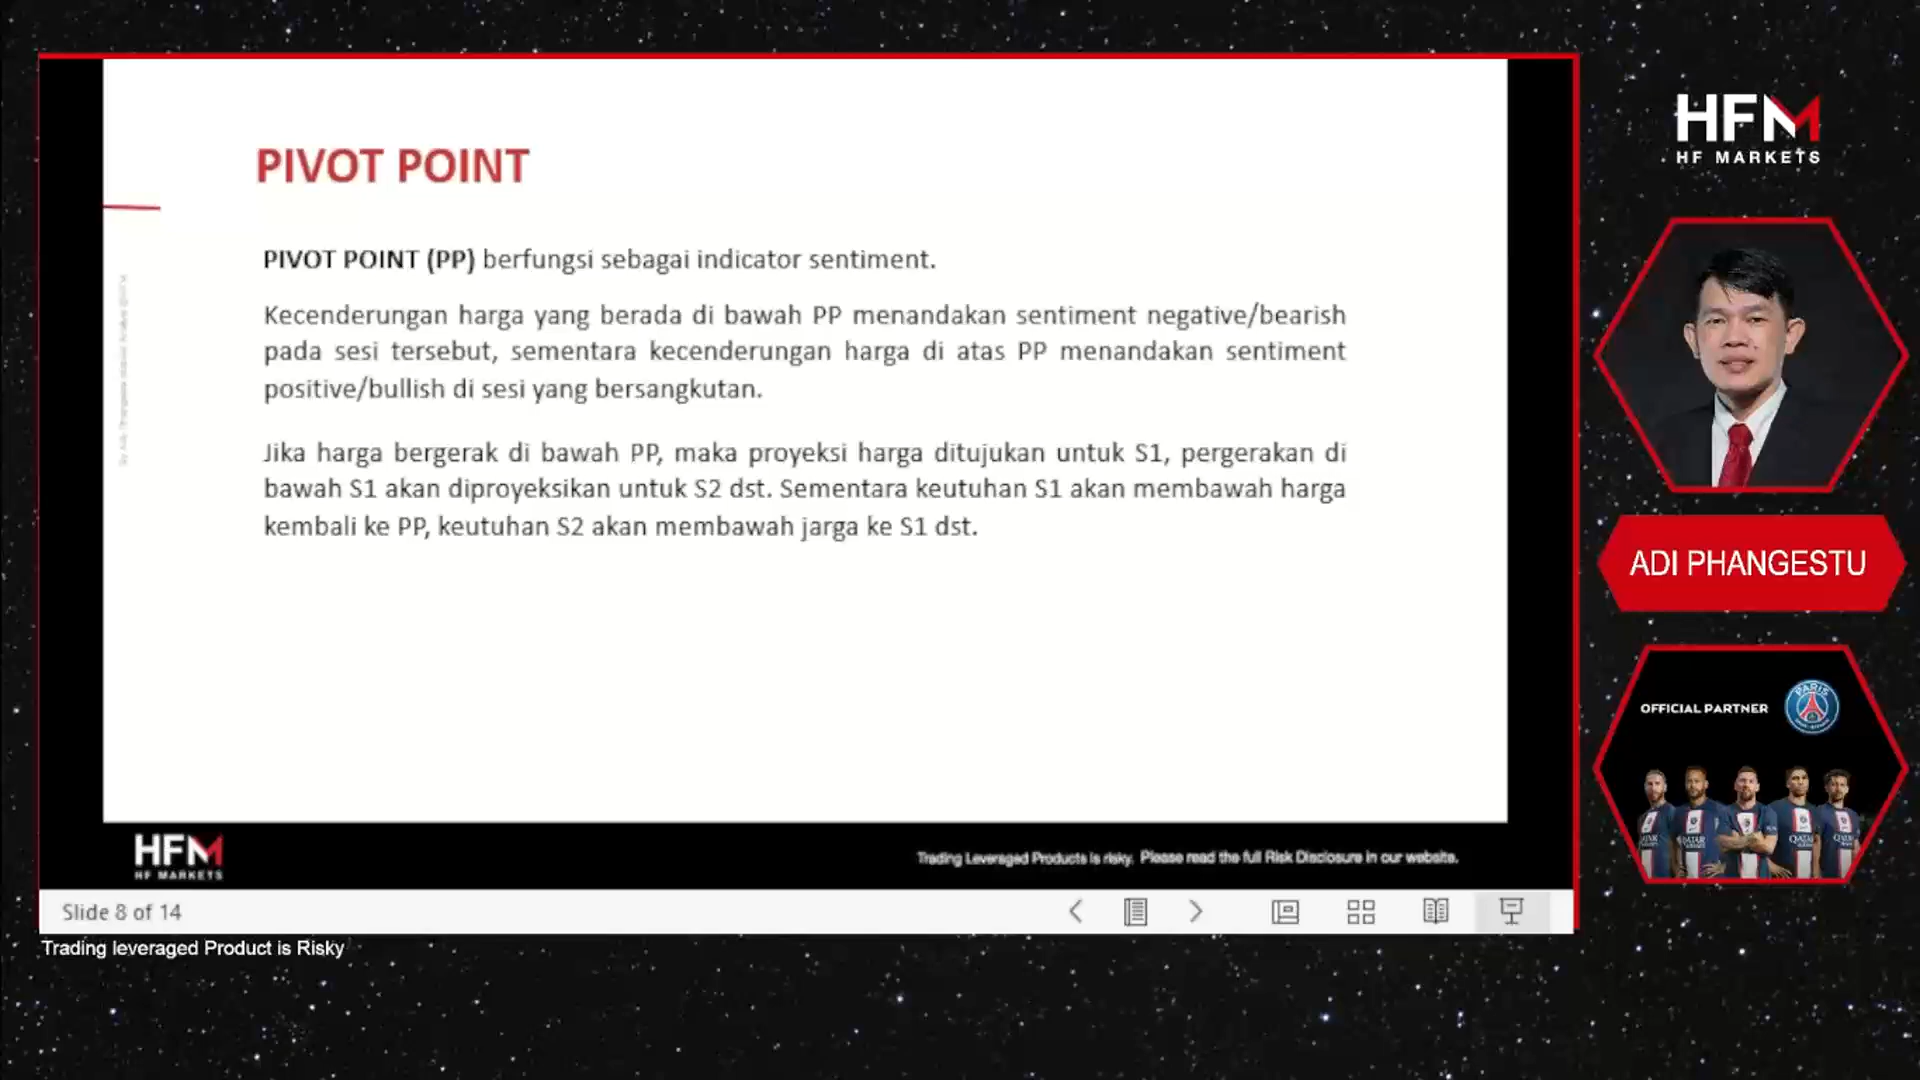 PIVOT POINT
PIVOT POINT (PP) berfungsi sebagai indicator sentiment.
Kecenderungan harga yang berada di bawah PP menandakan sentiment negative/bearish
pada sesi tersebut, sementara kecenderungan harga di atas PP menandakan sentiment
positive/bullish di sesi yang bersangkutan.
Jika harga bergerak di bawah PP, maka proyeksi harga ditujukan untuk S1, pergerakan di
bawah S1 akan diproyeksikan untuk S2 dst. Sementara keutuhan S1 akan membawah harga
kembali ke PP, keutuhan S2 akan membawah jarga ke S1 dst.
HFM
HF MARKETS
Trading Leveraged Products is risky. Please read the full Risk Disclosure in our website.
Slide 8 of 14
Trading leveraged Product is Risky
HFM
HF MARKETS
ADI PHANGESTU
OFFICIAL PARTNER
PARIS